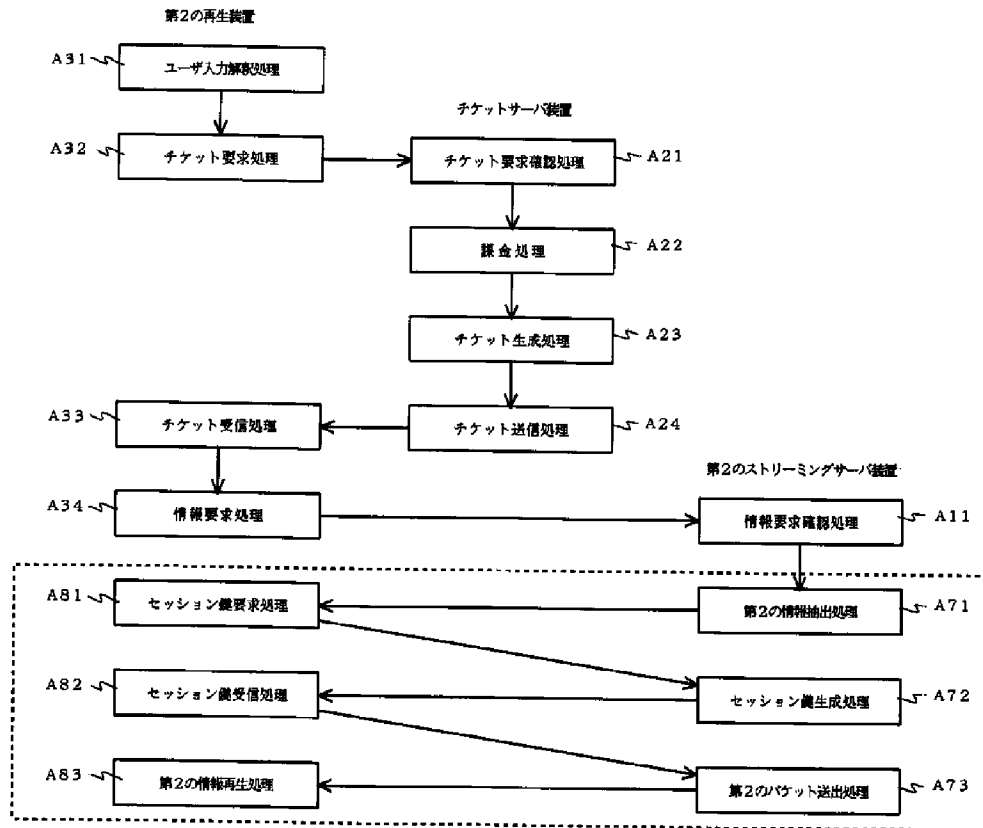 第2の再生装置
A31
ユーザ入力解釈処理
チケットサーバ装置
A32
チケット要求処理
チケット要求確認処理
A21
課金処理
A22
チケット生成処理
A23
A33
チケット受信処理
チケット送信処理
A24
第2のストリーミングサーバ装置
A34
情報要求処理
情報要求確認処理
A11
A81
セッション鍵要求処理
第2の情報抽出処理
A71
A82
セッション鍵受信処理
セッション鍵生成処理
A72
A83
第2の情報再生処理
第2のパケット送出処理
A73